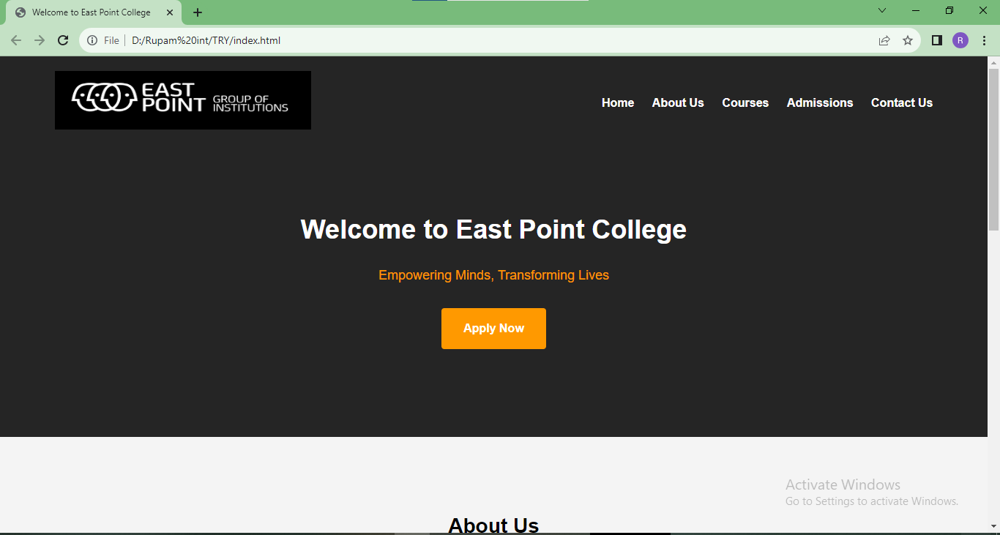 Welcome to East Point College
File D:/Rupam%20int/TRY/index.html
R
EAST
POINT GROUP OF
INSTITUTIONS
Home About Us Courses Admissions Contact Us
Welcome to East Point College
Empowering Minds, Transforming Lives
Apply Now
Activate Windows
Go to Settings to activate Windows.
About Us